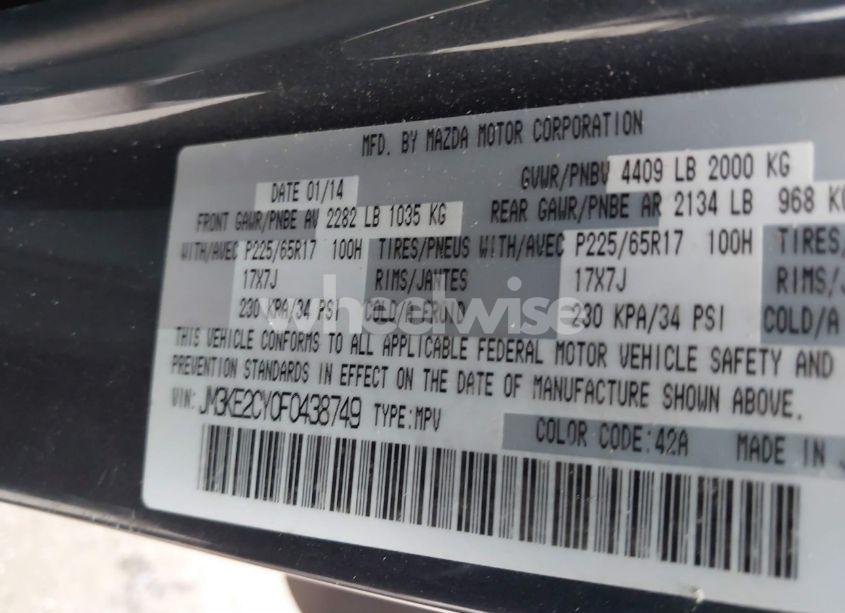 MFD. BY MAZDA MOTOR CORPORATION
DATE 01/14 GVWR/PNBV 4409 LB 2000 KG
FRONT GAWR/PNBE AV 2282 LB 1035 KG REAR GAWR/PNBE AR 2134 LB 968 KG
WITH/AVEC P225/65R17 100H TIRES/PNEUS WITH/AVEC P225/65R17 100H TIRES/
17X7J RIMS/JANTES 17X7J RIMS/J
230 KPA/34 PSI COLD/A FROID 230 KPA/34 PSI COLD/A
wheelwise
THIS VEHICLE CONFORMS TO ALL APPLICABLE FEDERAL MOTOR VEHICLE SAFETY AND
PREVENTION STANDARDS IN EFFECT ON THE DATE OF MANUFACTURE SHOWN ABOVE.
VIN: JM3KE2CY0F0438749 TYPE:MPV
COLOR CODE:42A MADE IN J